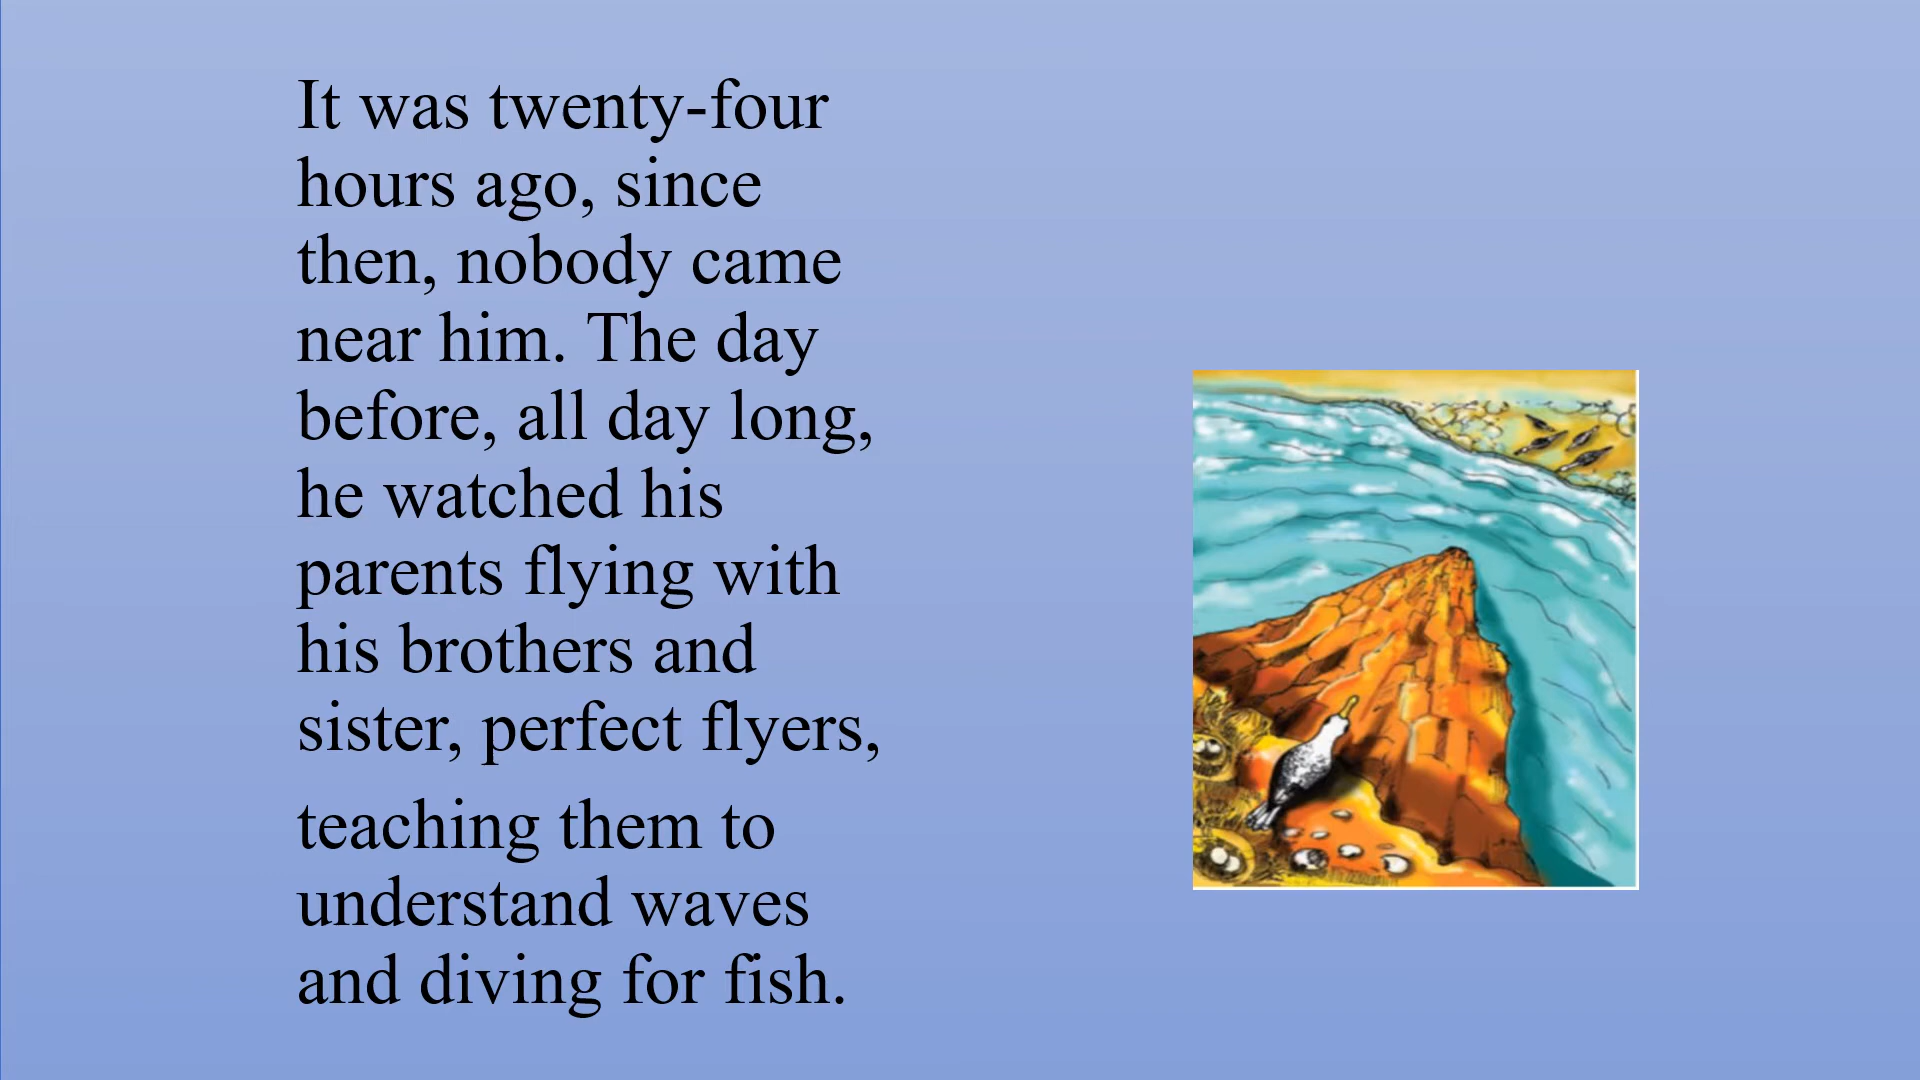 It was twenty-four
hours ago, since
then, nobody came
near him. The day
before, all day long,
he watched his
parents flying with
his brothers and
sister, perfect flyers,
teaching them to
understand waves
and diving for fish.